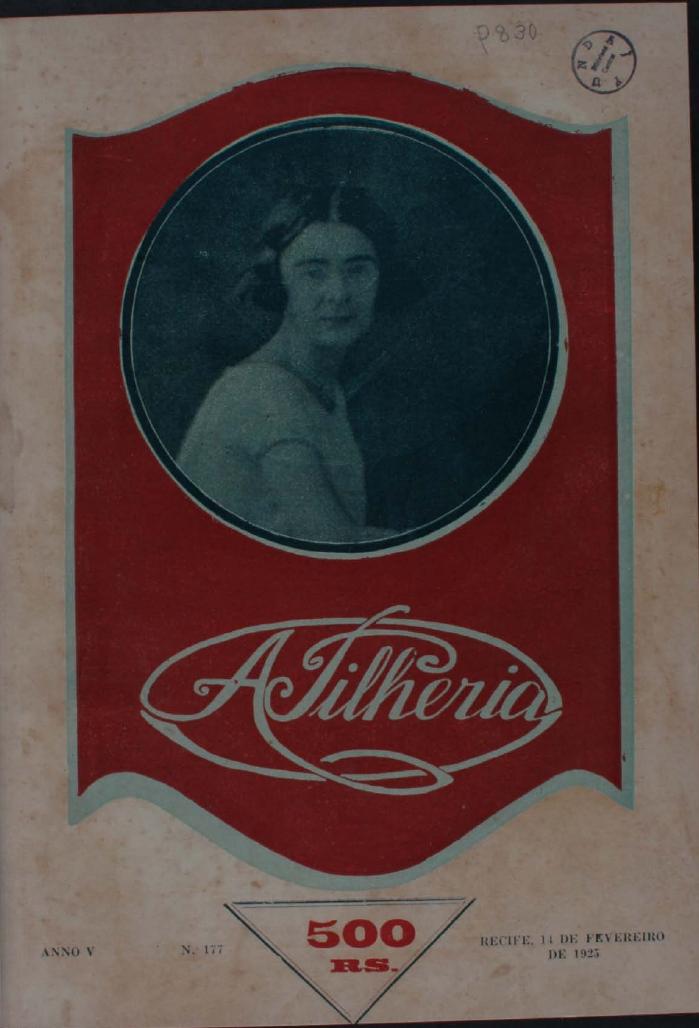 P830
A Pilheria
500
RS.
ANNO V
N. 177
RECIFE, 14 DE FEVEREIRO
DE 1925